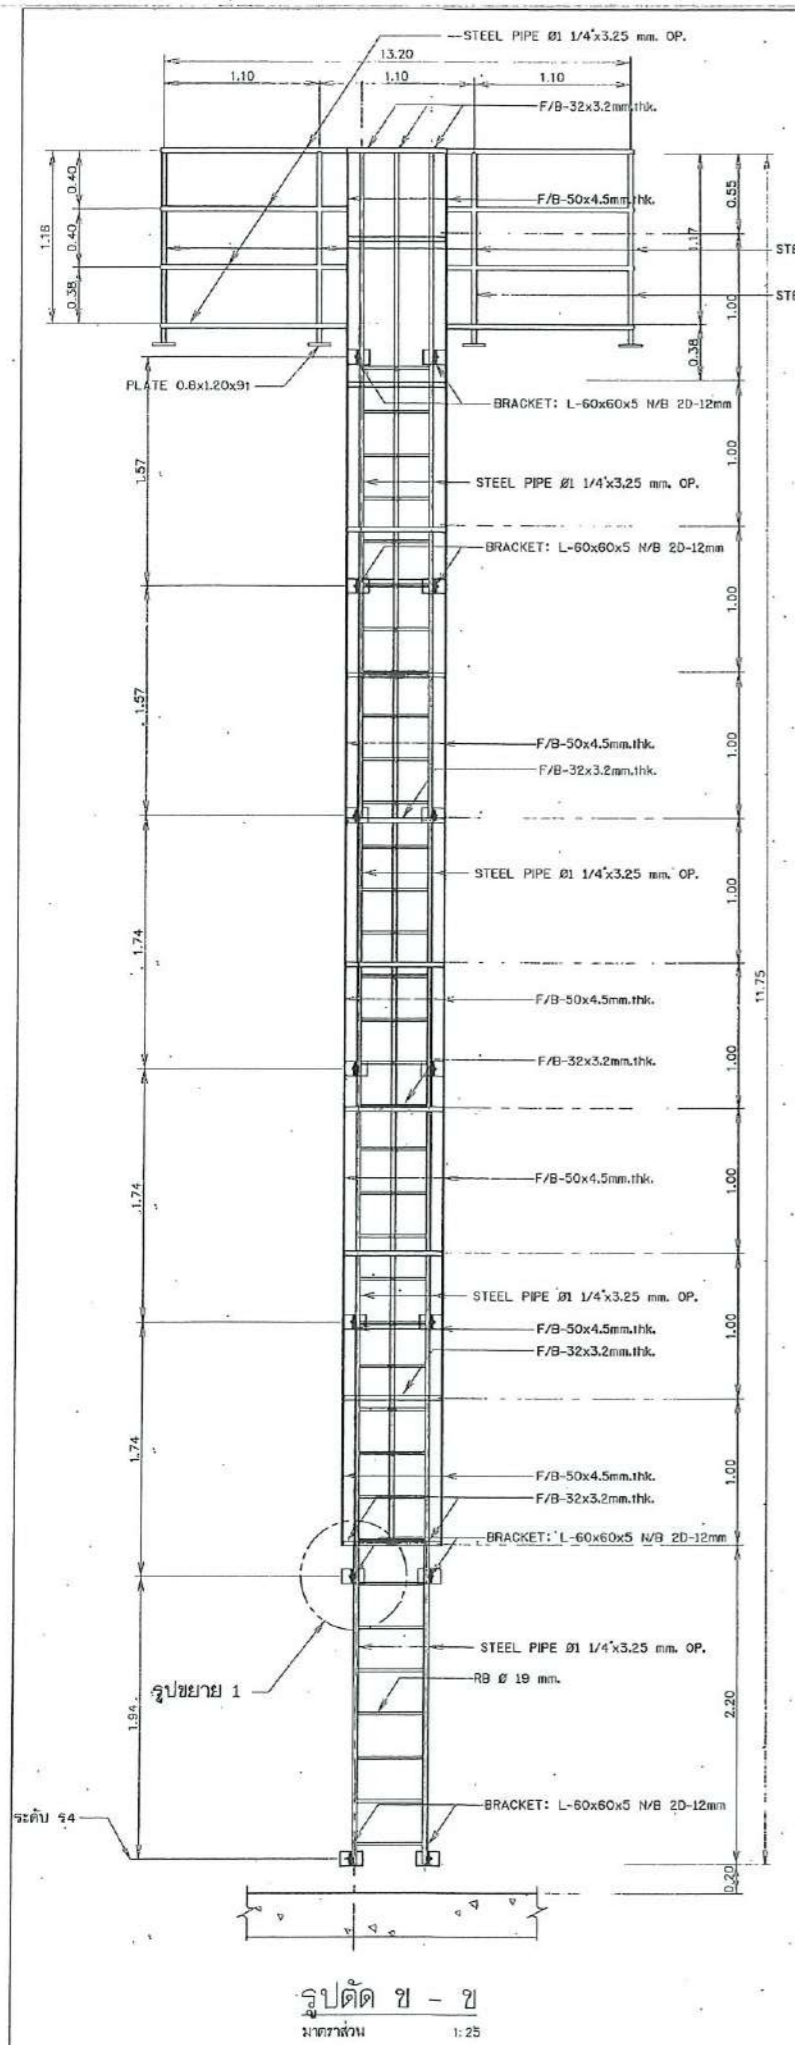 STEEL PIPE Ø1 1/4"x3.25 mm. OP.
13.20
1.10
1.10
1.10
F/B-32x3.2mm.thk.
0.40
0.40
0.38
1.18
F/B-50x4.5mm.thk.
0.55
1.17
STE
STE
1.00
0.38
PLATE 0.8x1.20x9t
BRACKET: L-60x60x5 N/B 2D-12mm
1.57
1.00
STEEL PIPE Ø1 1/4"x3.25 mm. OP.
BRACKET: L-60x60x5 N/B 2D-12mm
1.00
1.57
1.00
F/B-50x4.5mm.thk.
F/B-32x3.2mm.thk.
STEEL PIPE Ø1 1/4"x3.25 mm. OP.
1.00
1.74
11.75
F/B-50x4.5mm.thk.
1.00
F/B-32x3.2mm.thk.
1.74
F/B-50x4.5mm.thk.
1.00
STEEL PIPE Ø1 1/4"x3.25 mm. OP.
F/B-50x4.5mm.thk.
1.00
F/B-32x3.2mm.thk.
1.74
F/B-50x4.5mm.thk.
1.00
F/B-32x3.2mm.thk.
BRACKET: L-60x60x5 N/B 2D-12mm
STEEL PIPE Ø1 1/4"x3.25 mm. OP.
RB Ø 19 mm.
รูปขยาย 1
1.94
2.20
BRACKET: L-60x60x5 N/B 2D-12mm
ระดับ ร4
0.20
รูปตัด ข - ข
มาตราส่วน 1:25